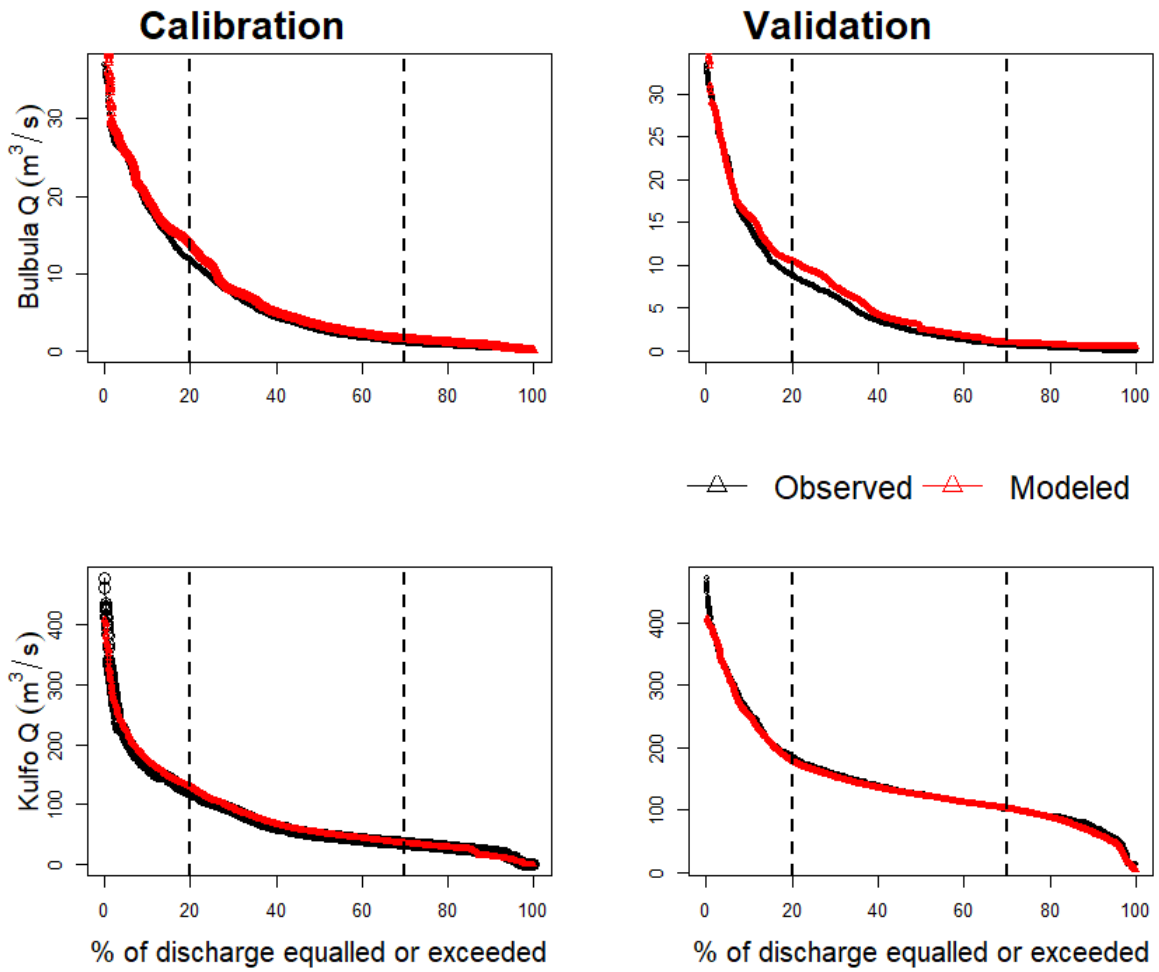 Calibration
Validation
Bulbula Q (m³/s)
0 10 20 30
0 20 40 60 80 100
0 5 10 15 20 25 30
0 20 40 60 80 100
Observed Modeled
Kulfo Q (m³/s)
0 100 200 300 400
0 20 40 60 80 100
% of discharge equalled or exceeded
0 100 200 300 400
0 20 40 60 80 100
% of discharge equalled or exceeded